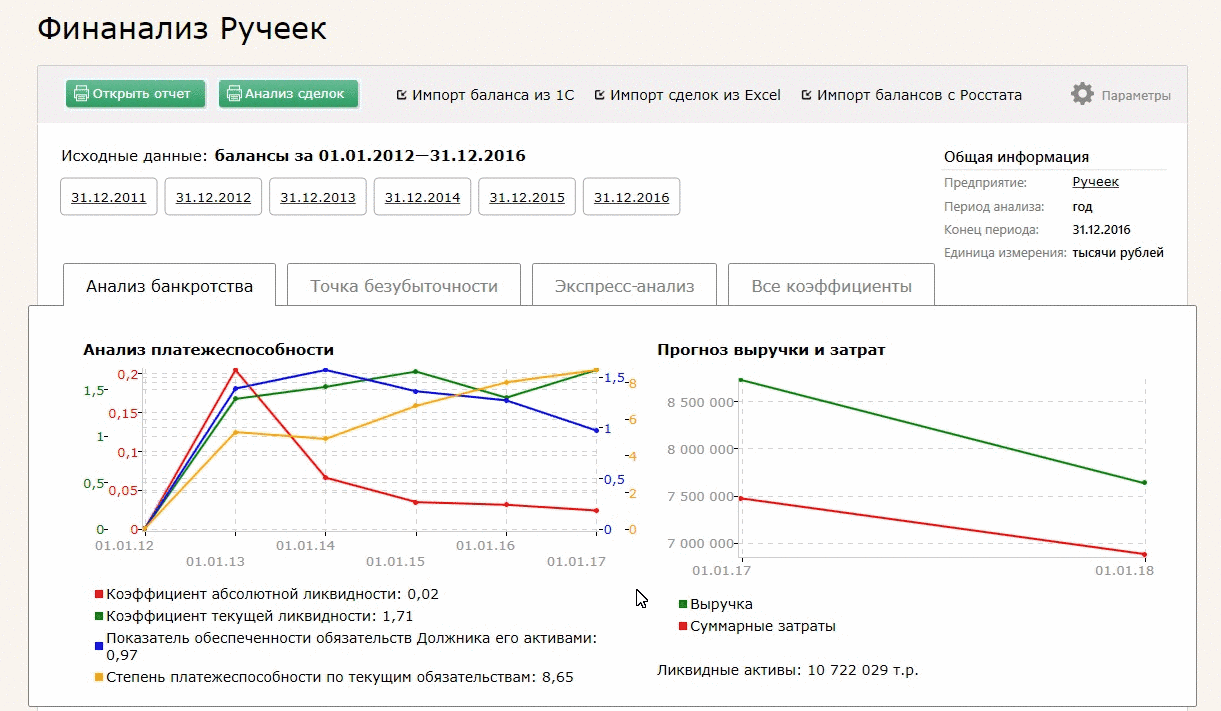 Финанализ Ручеек
Открыть отчет
Анализ сделок
Импорт баланса из 1С
Импорт сделок из Excel
Импорт балансов с Росстата
Параметры
Исходные данные: балансы за 01.01.2012—31.12.2016
31.12.2011
31.12.2012
31.12.2013
31.12.2014
31.12.2015
31.12.2016
Общая информация
Предприятие: Ручеек
Период анализа: год
Конец периода: 31.12.2016
Единица измерения: тысячи рублей
Анализ банкротства
Точка безубыточности
Экспресс-анализ
Все коэффициенты
Анализ платежеспособности
1,5
1
0,5
0
0,2
0,15
0,1
0,05
0
1,5
1
0,5
0
8
6
4
2
0
01.01.12
01.01.13
01.01.14
01.01.15
01.01.16
01.01.17
Коэффициент абсолютной ликвидности: 0,02
Коэффициент текущей ликвидности: 1,71
Показатель обеспеченности обязательств Должника его активами:
0,97
Степень платежеспособности по текущим обязательствам: 8,65
Прогноз выручки и затрат
8 500 000
8 000 000
7 500 000
7 000 000
01.01.17
01.01.18
Выручка
Суммарные затраты
Ликвидные активы: 10 722 029 т.р.